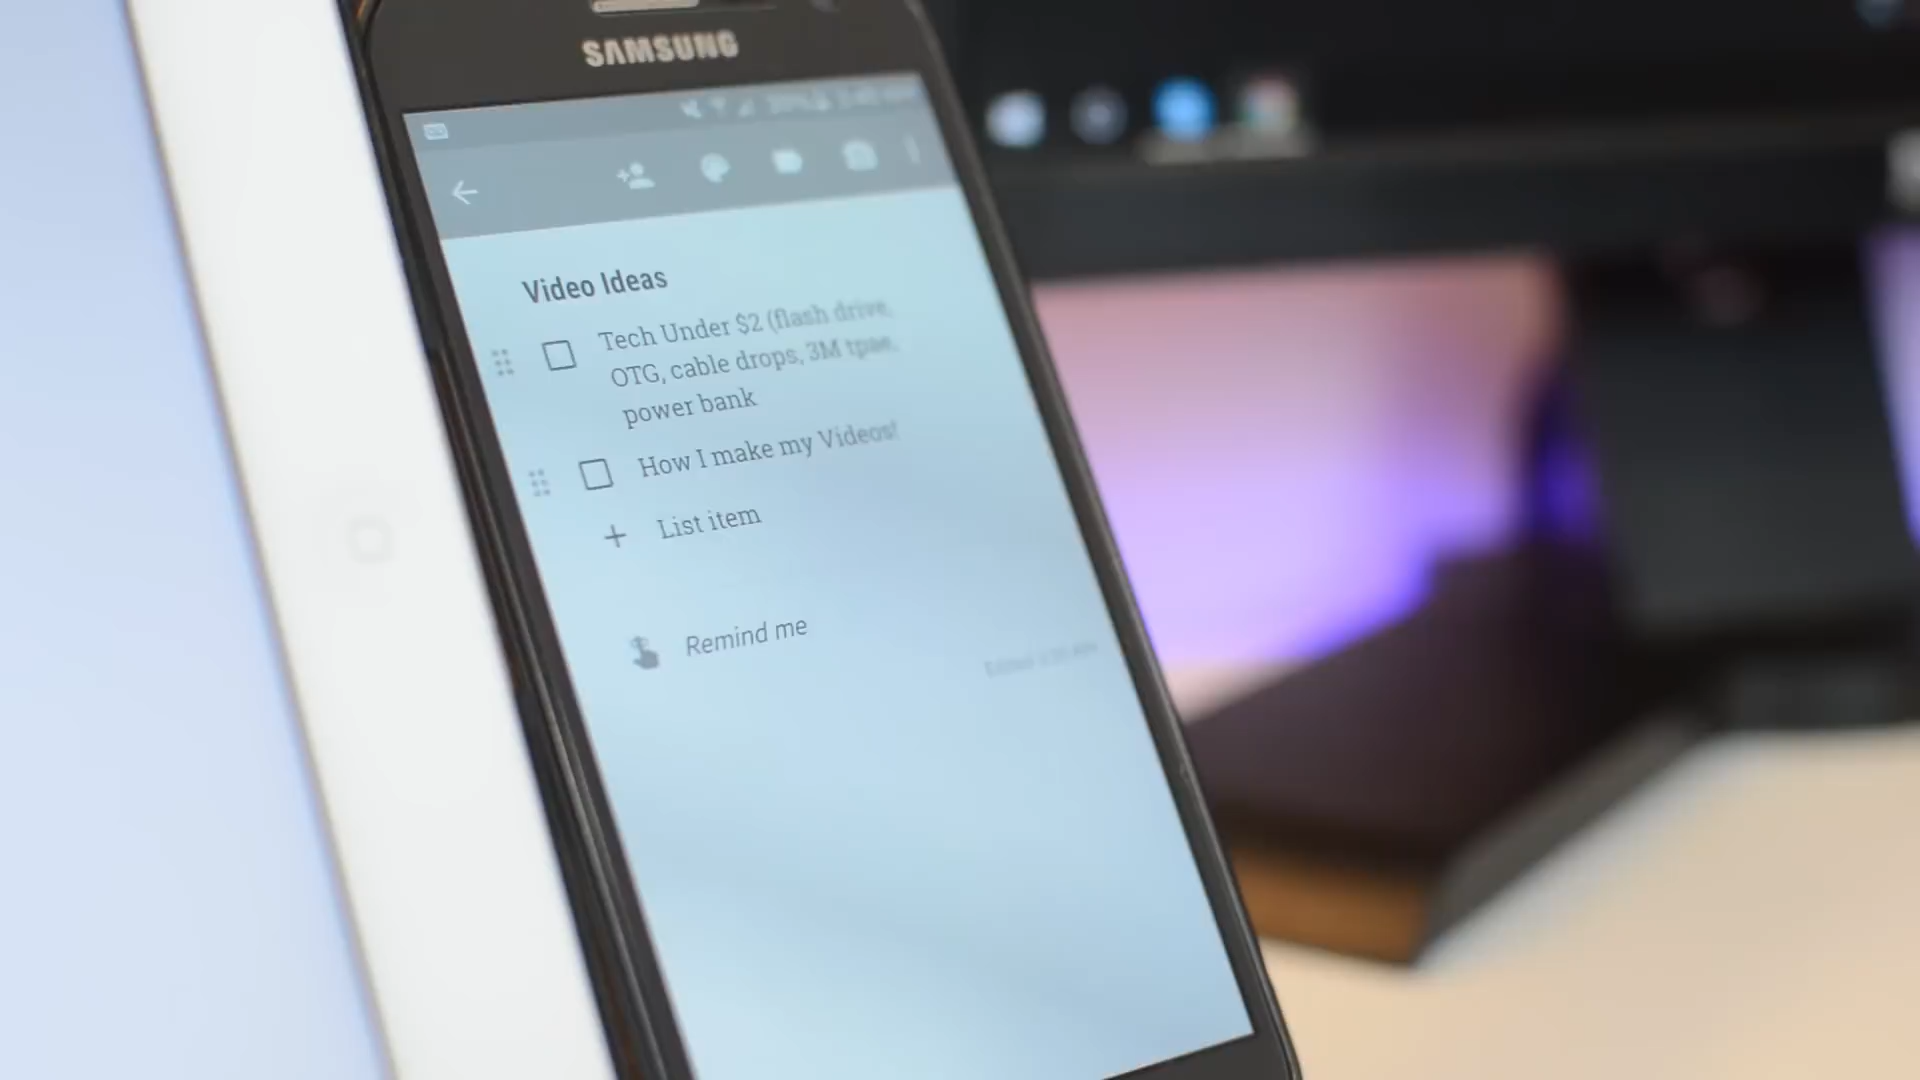 SAMSUNG
Video Ideas
Tech Under $2 (flash drive,
OTG, cable drops, 3M tpae,
power bank
How I make my Videos!
+ List item
Remind me
Edited